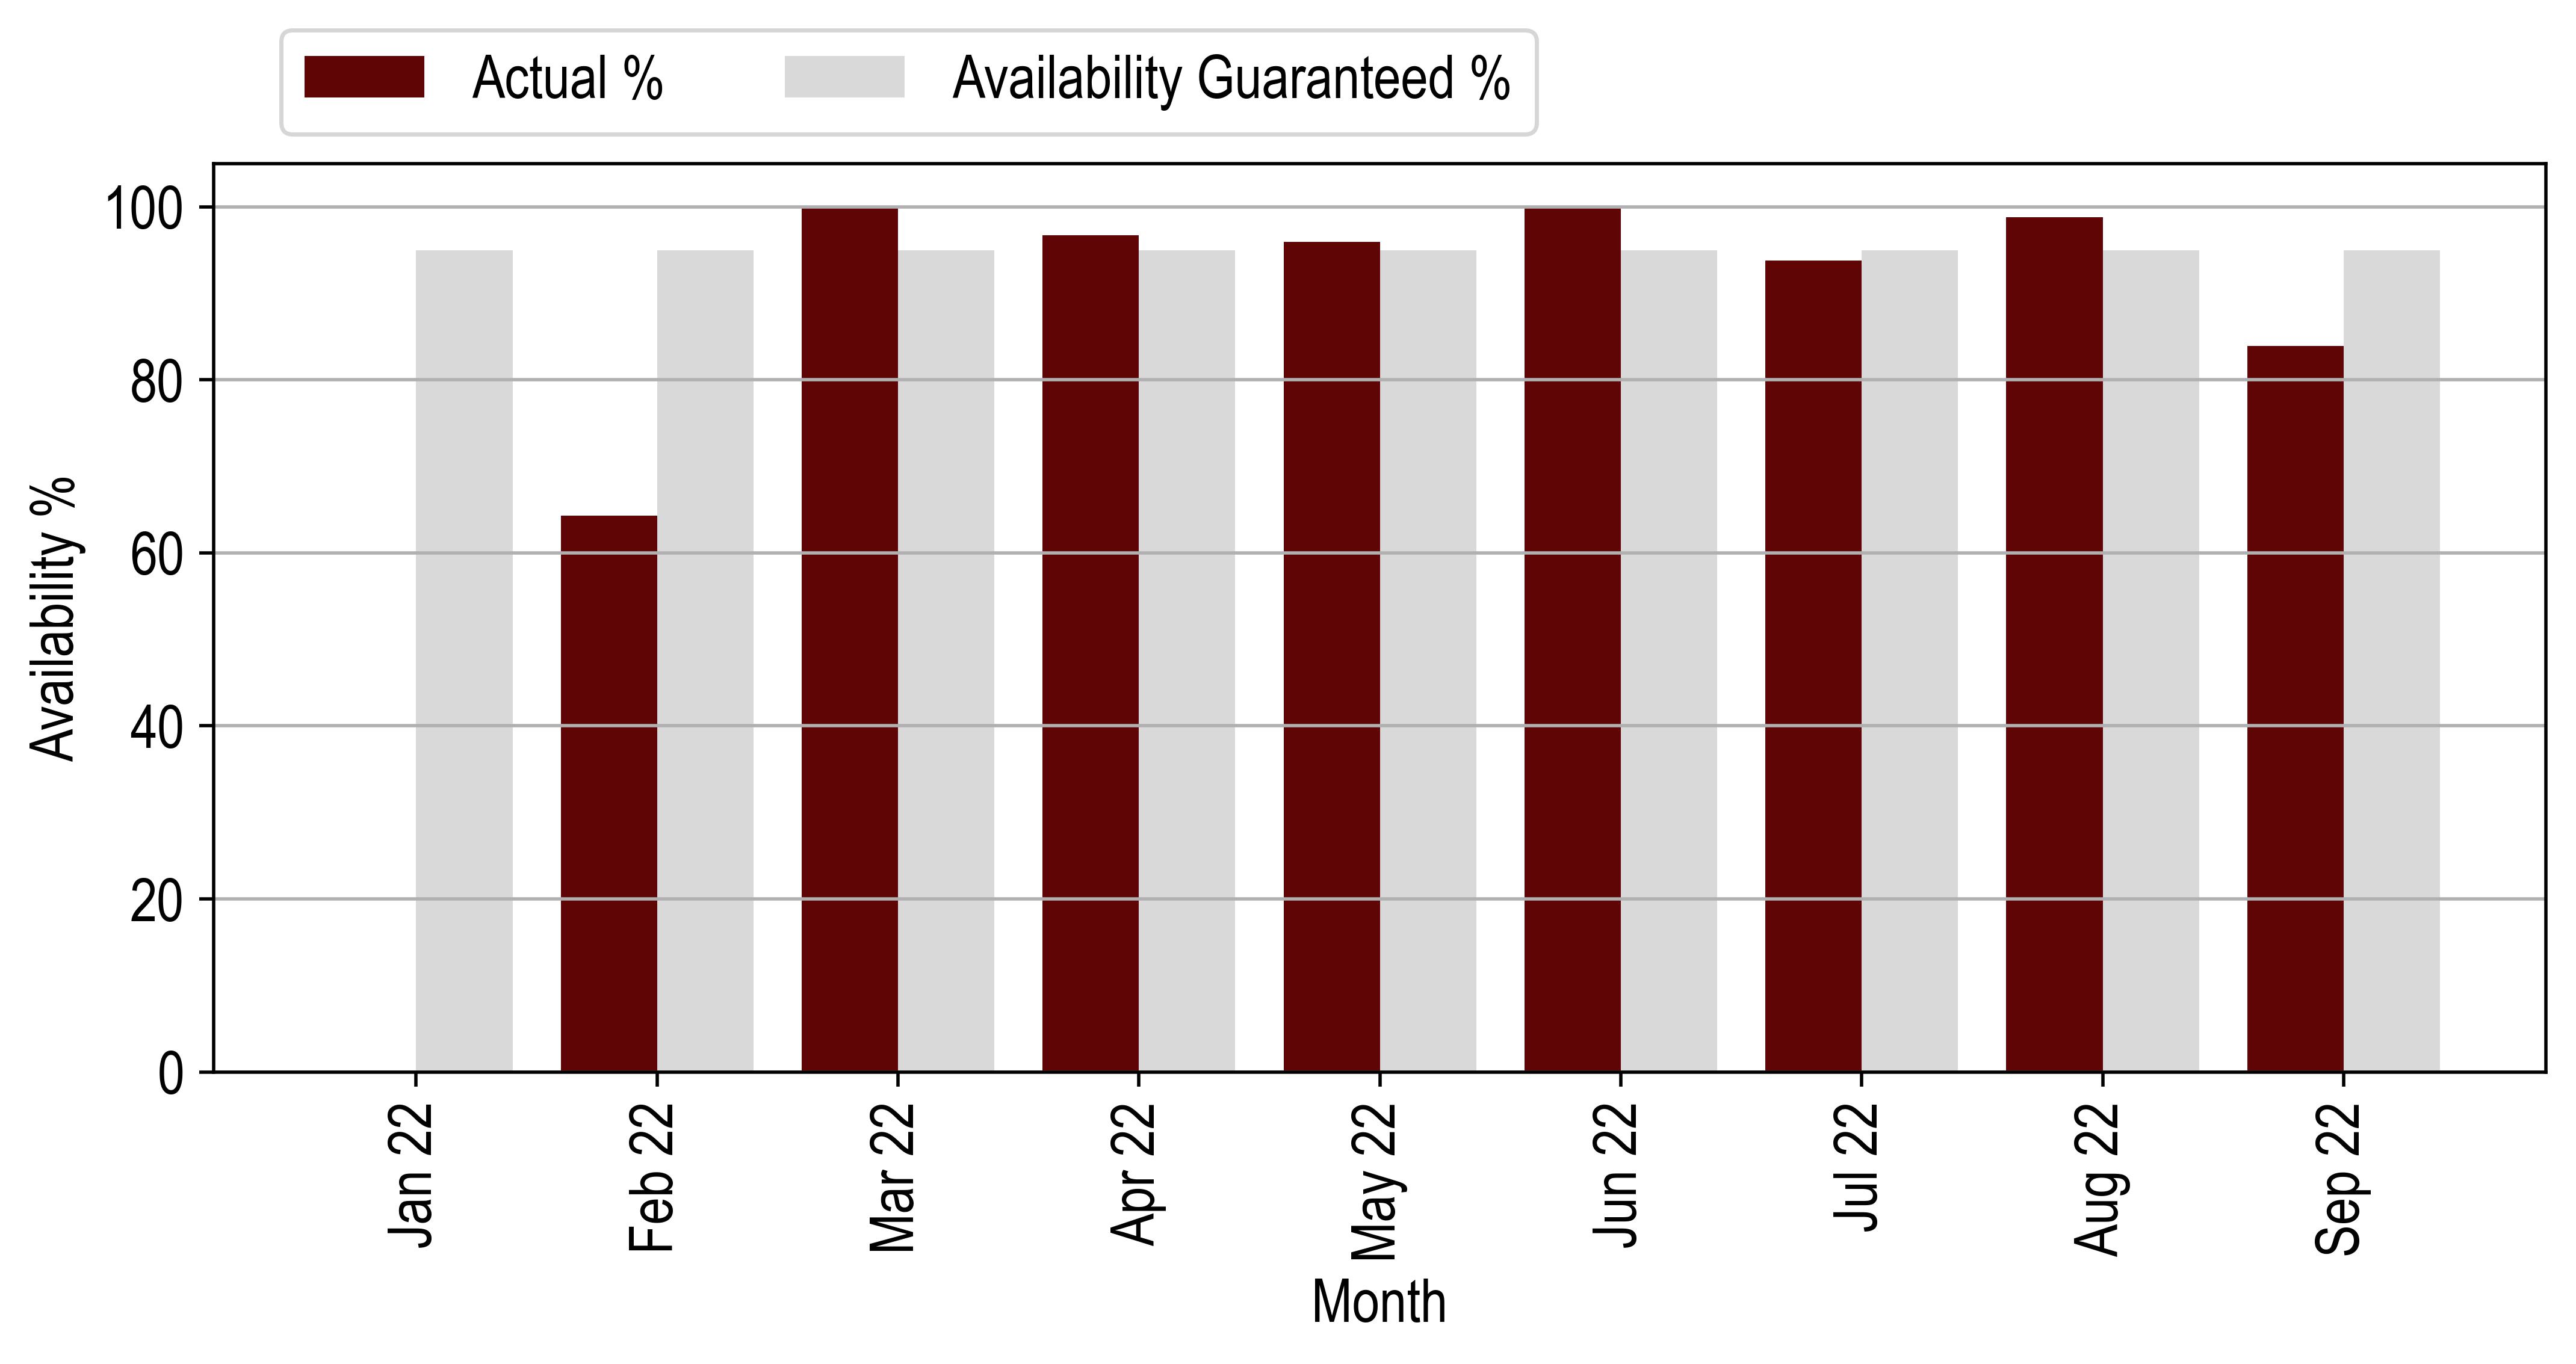 Actual %
Availability Guaranteed %
Availability %
100
80
60
40
20
0
Jan 22
Feb 22
Mar 22
Apr 22
May 22
Jun 22
Jul 22
Aug 22
Sep 22
Month